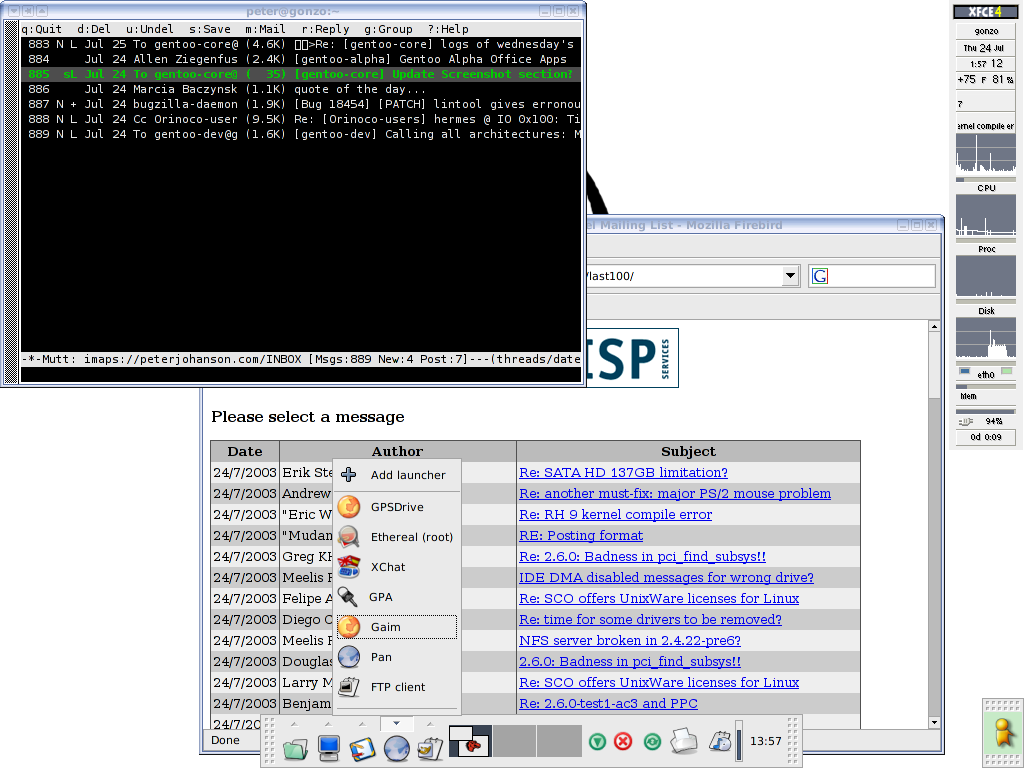 peter@gonzo:~
q:Quit d:Del u:Undel s:Save m:Mail r:Reply g:Group ?:Help
883 N L Jul 25 To gentoo-core@ (4.6K) >Re: [gentoo-core] logs of wednesday's
884 Jul 24 Allen Ziegenfus (2.4K) [gentoo-alpha] Gentoo Alpha Office Apps
885 sL Jul 24 To gentoo-core@ ( 35) [gentoo-core] Update Screenshot section?
886 Jul 24 Marcia Baczynsk (1.1K) quote of the day...
887 N + Jul 24 bugzilla-daemon (1.9K) [Bug 18454] [PATCH] lintool gives erronou
888 N L Jul 24 Cc Orinoco-user (9.5K) Re: [Orinoco-users] hermes @ IO 0x100: Ti
889 N L Jul 24 To gentoo-dev@g (1.6K) [gentoo-dev] Calling all architectures: M
-*-Mutt: imaps://peterjohanson.com/INBOX [Msgs:889 New:4 Post:7]---(threads/date
el Mailing List - Mozilla Firebird
/last100/
G
ISP SERVICES
Please select a message
Date Author Subject
24/7/2003 Erik Ste Re: SATA HD 137GB limitation?
24/7/2003 Andrew Re: another must-fix: major PS/2 mouse problem
24/7/2003 "Eric W Re: RH 9 kernel compile error
24/7/2003 "Mudan RE: Posting format
24/7/2003 Greg KH Re: 2.6.0: Badness in pci_find_subsys!!
24/7/2003 Meelis R IDE DMA disabled messages for wrong drive?
24/7/2003 Felipe A Re: SCO offers UnixWare licenses for Linux
24/7/2003 Diego C Re: time for some drivers to be removed?
24/7/2003 Meelis R NFS server broken in 2.4.22-pre6?
24/7/2003 Douglas 2.6.0: Badness in pci_find_subsys!!
24/7/2003 Larry M Re: SCO offers UnixWare licenses for Linux
24/7/2003 Benjam Re: 2.6.0-test1-ac3 and PPC
24/7/20
Done
Add launcher
GPSDrive
Ethereal (root)
XChat
GPA
Gaim
Pan
FTP client
13:57
XFCE4
gonzo
Thu 24 Jul
1:57 12
+75 F 81 %
?
ernel compile er
CPU
Proc
Disk
eth0
Mem
94%
0d 0:09